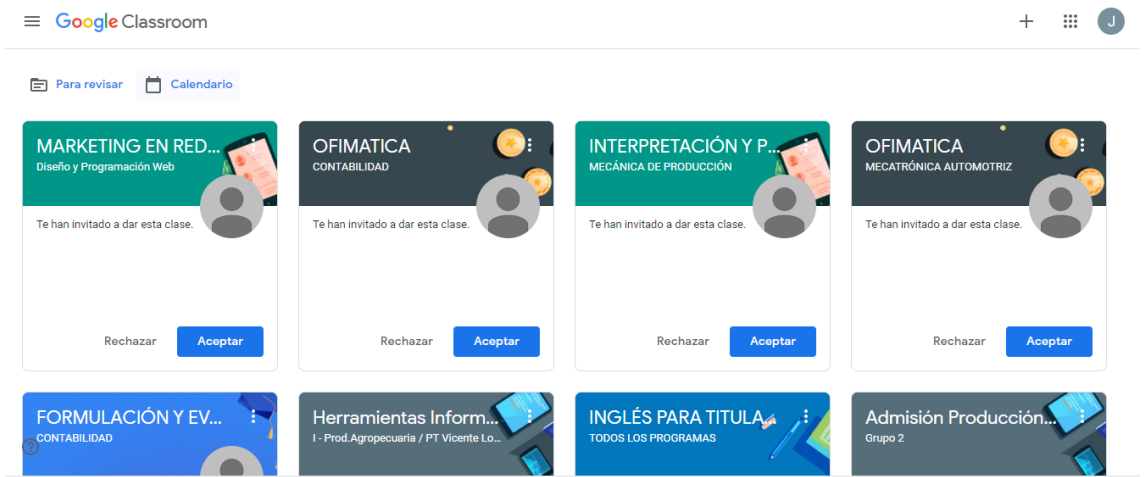 Google Classroom
J
Para revisar
Calendario
MARKETING EN RED...
Diseño y Programación Web
Te han invitado a dar esta clase.
Rechazar
Aceptar
OFIMATICA
CONTABILIDAD
Te han invitado a dar esta clase.
Rechazar
Aceptar
INTERPRETACIÓN Y P...
MECÁNICA DE PRODUCCIÓN
Te han invitado a dar esta clase.
Rechazar
Aceptar
OFIMATICA
MECATRÓNICA AUTOMOTRIZ
Te han invitado a dar esta clase.
Rechazar
Aceptar
FORMULACIÓN Y EV...
CONTABILIDAD
Herramientas Inform...
I - Prod.Agropecuaria / PT Vicente Lo...
INGLÉS PARA TITULA...
TODOS LOS PROGRAMAS
Admisión Producción...
Grupo 2